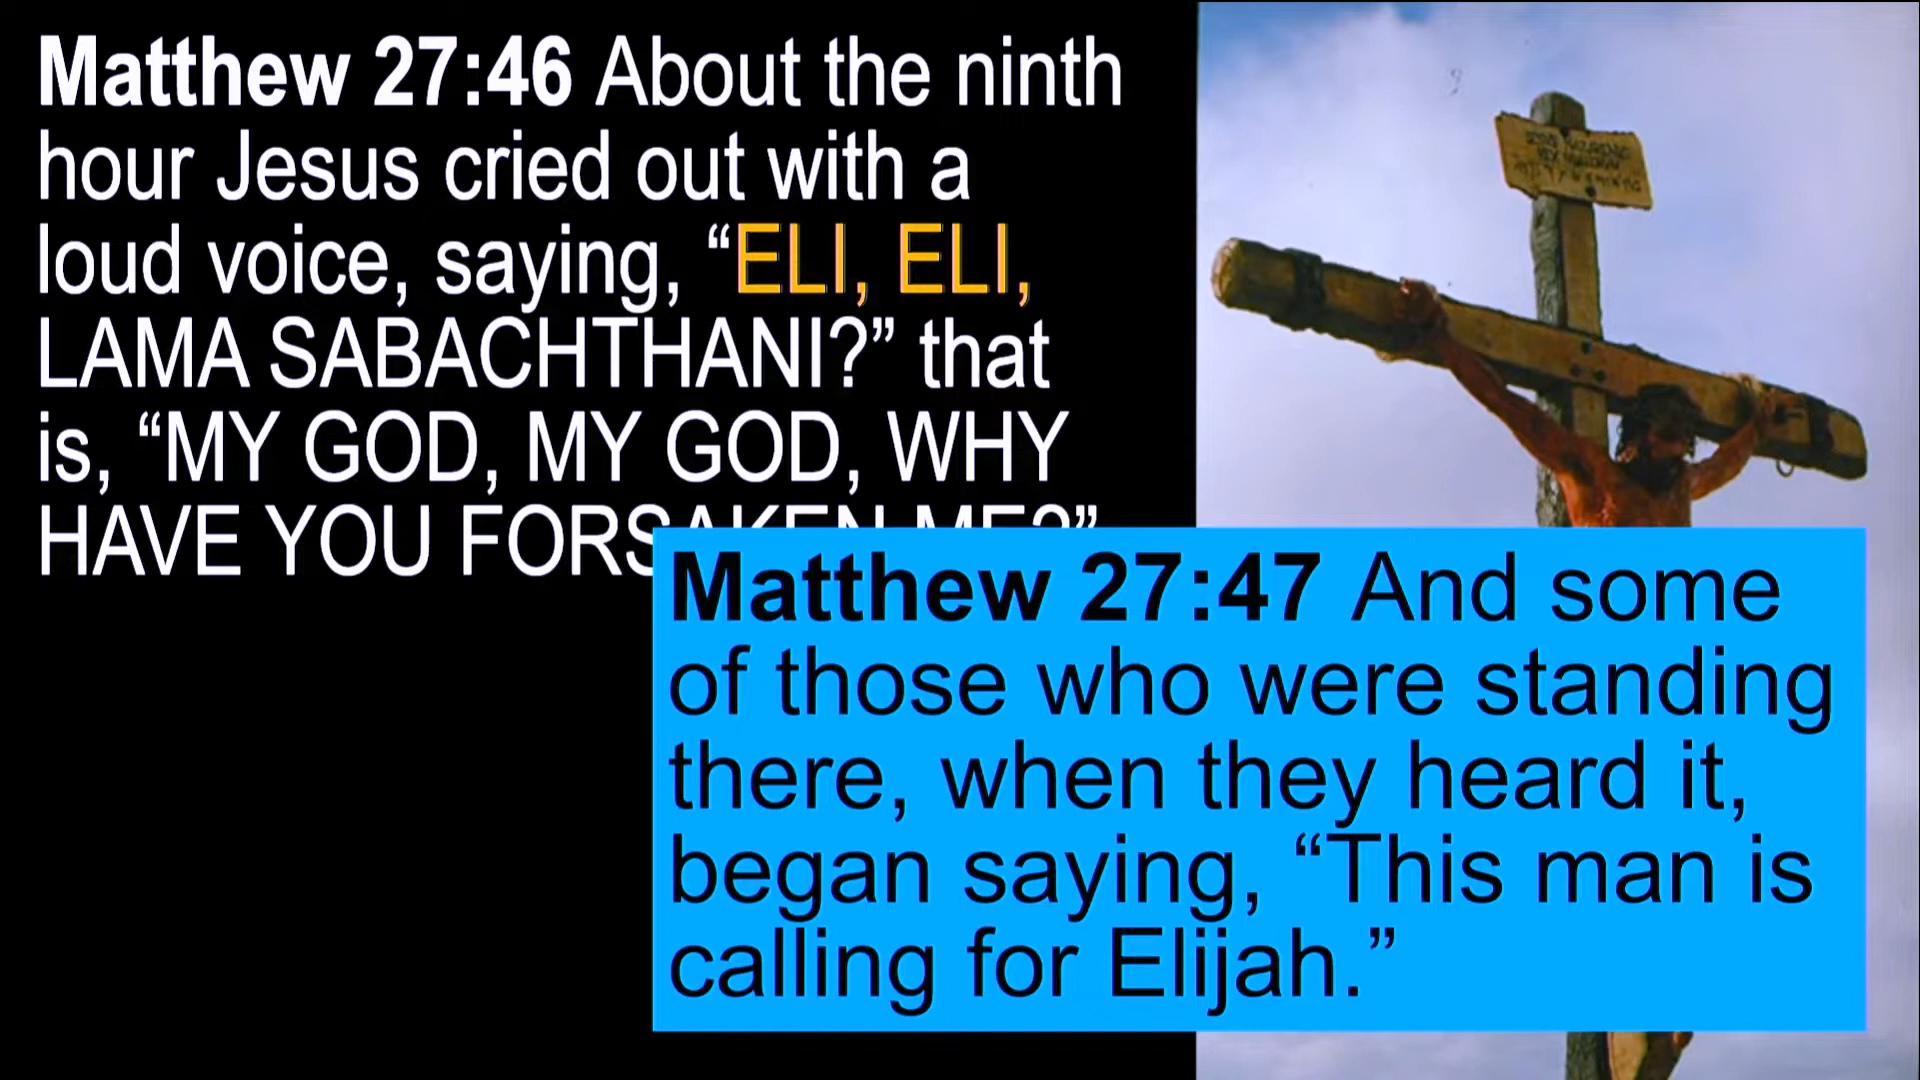 Matthew 27:46 About the ninth
hour Jesus cried out with a
loud voice, saying, “ELI, ELI,
LAMA SABACHTHANI?” that
is, “MY GOD, MY GOD, WHY
HAVE YOU FORSAKEN ME?”
Matthew 27:47 And some
of those who were standing
there, when they heard it,
began saying, “This man is
calling for Elijah.”